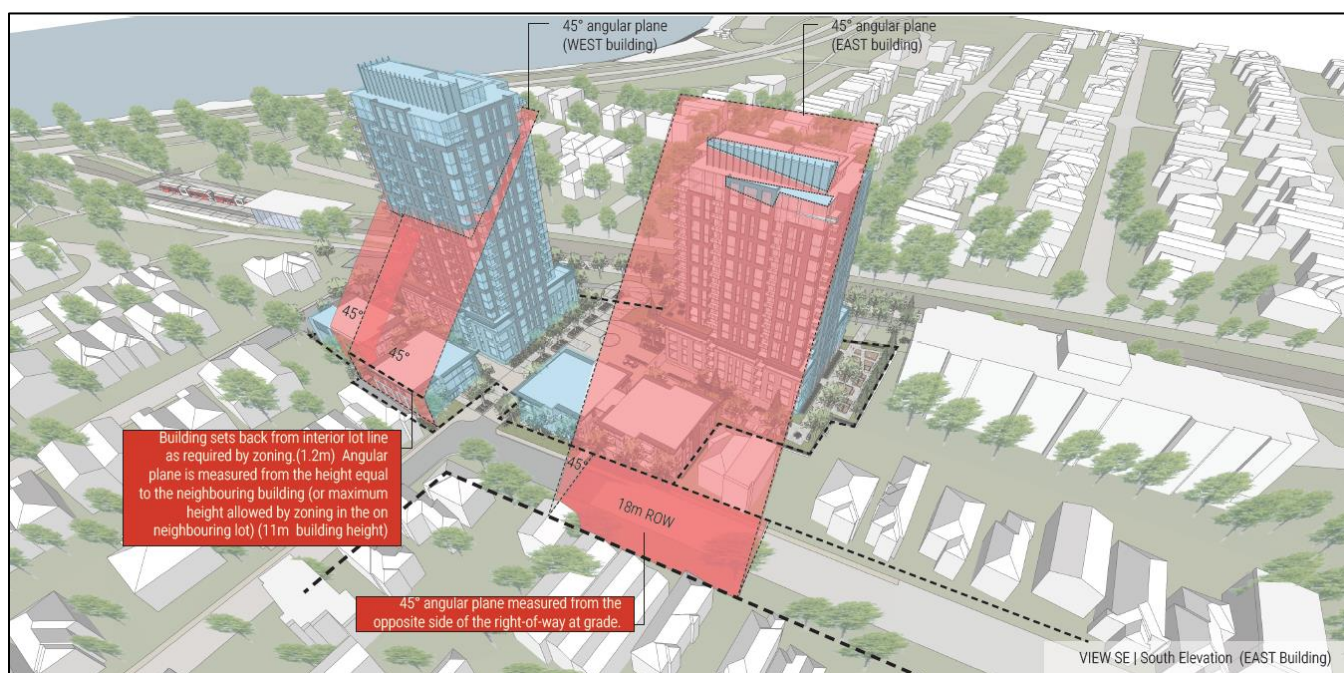 45° angular plane
(WEST building)
45° angular plane
(EAST building)
45°
45°
Building sets back from interior lot line
as required by zoning.(1.2m) Angular
plane is measured from the height equal
to the neighbouring building (or maximum
height allowed by zoning in the on
neighbouring lot) (11m building height)
45°
18m ROW
45° angular plane measured from the
opposite side of the right-of-way at grade.
VIEW SE | South Elevation (EAST Building)